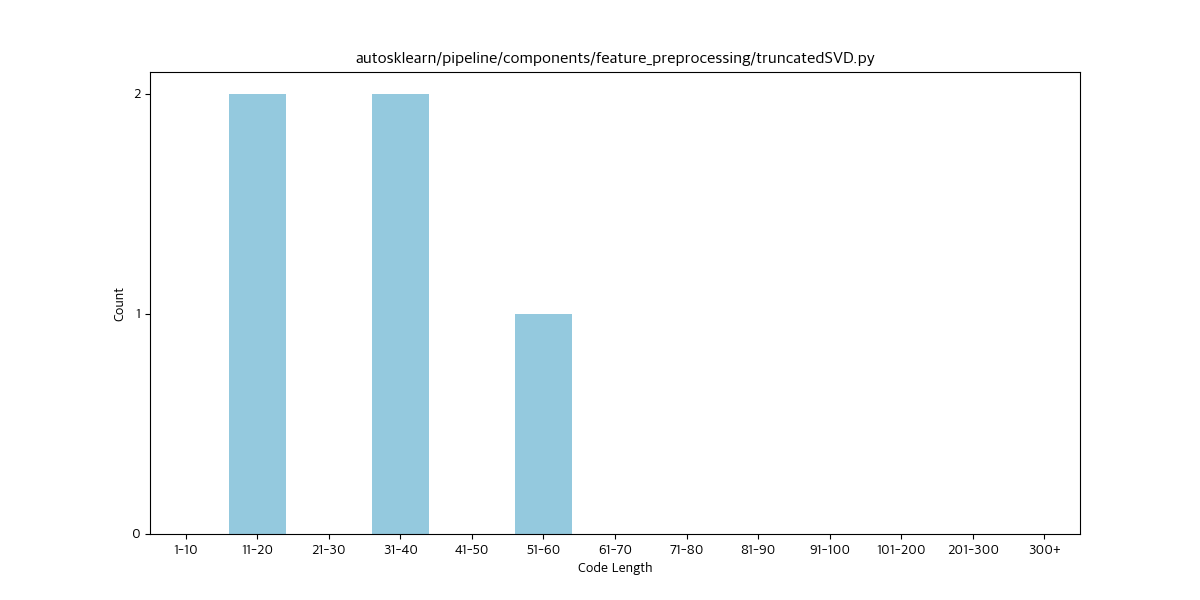 autosklearn/pipeline/components/feature_preprocessing/truncatedSVD.py
2
1
0
Count
1-10 11-20 21-30 31-40 41-50 51-60 61-70 71-80 81-90 91-100 101-200 201-300 300+
Code Length